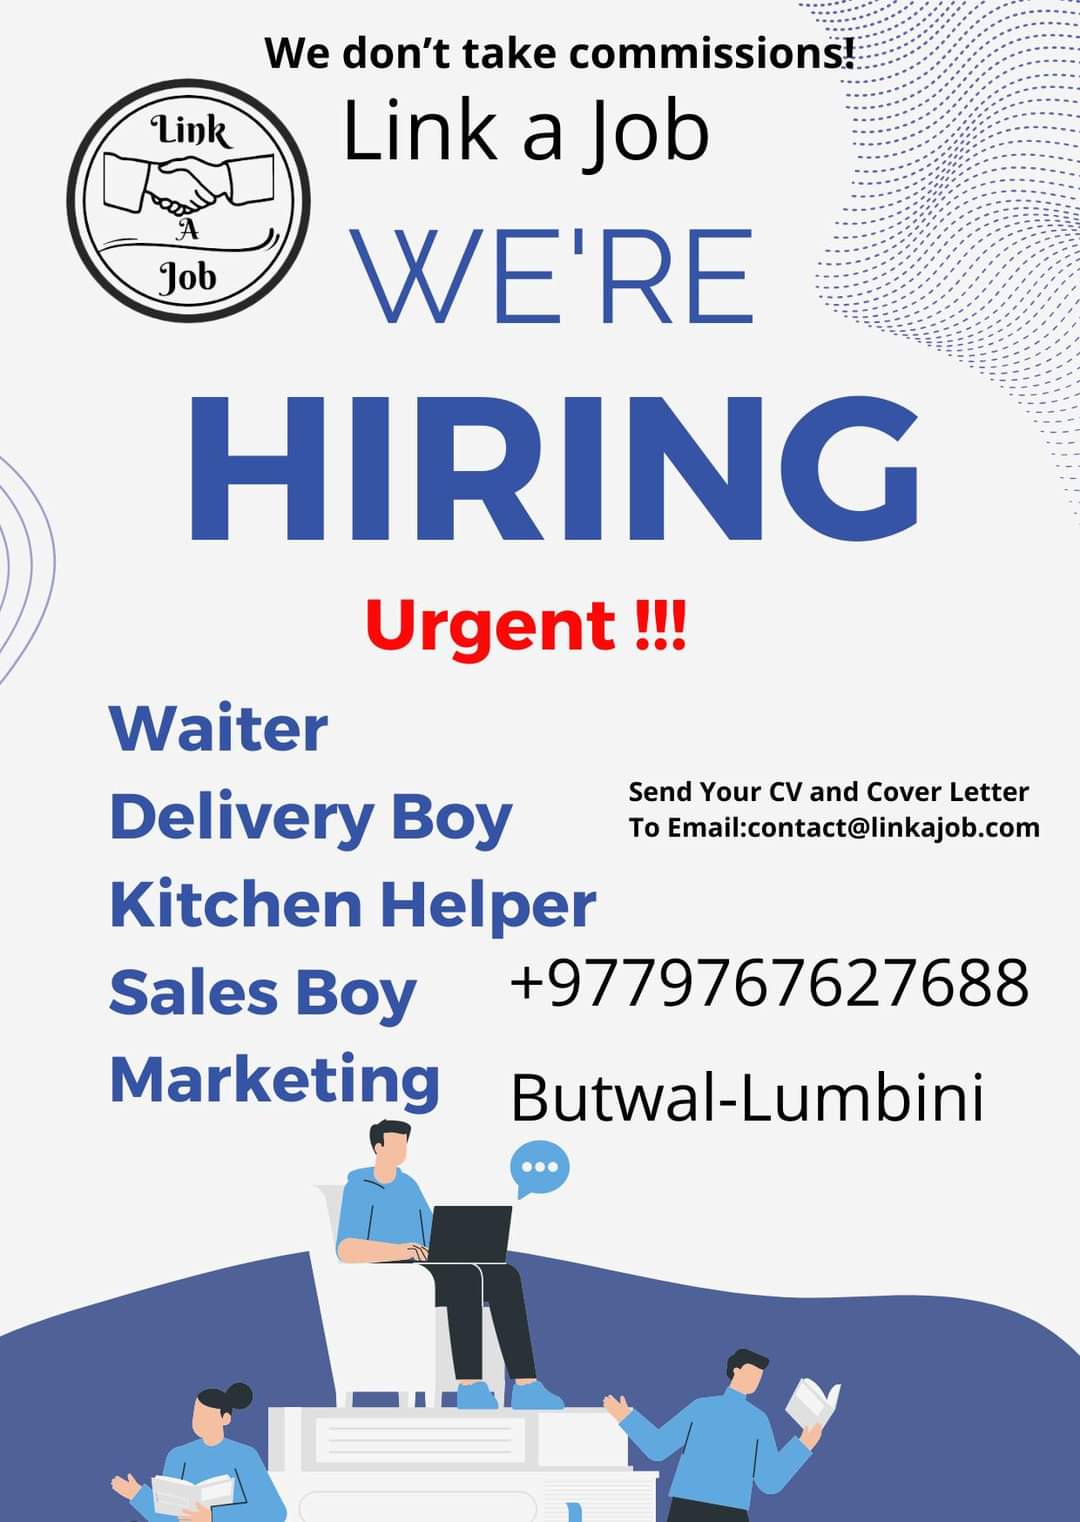 We don’t take commissions!
Link
A
Job
Link a Job
WE'RE
HIRING
Urgent !!!
Waiter
Delivery Boy
Kitchen Helper
Sales Boy
Marketing
Send Your CV and Cover Letter
To Email:contact@linkajob.com
+9779767627688
Butwal-Lumbini